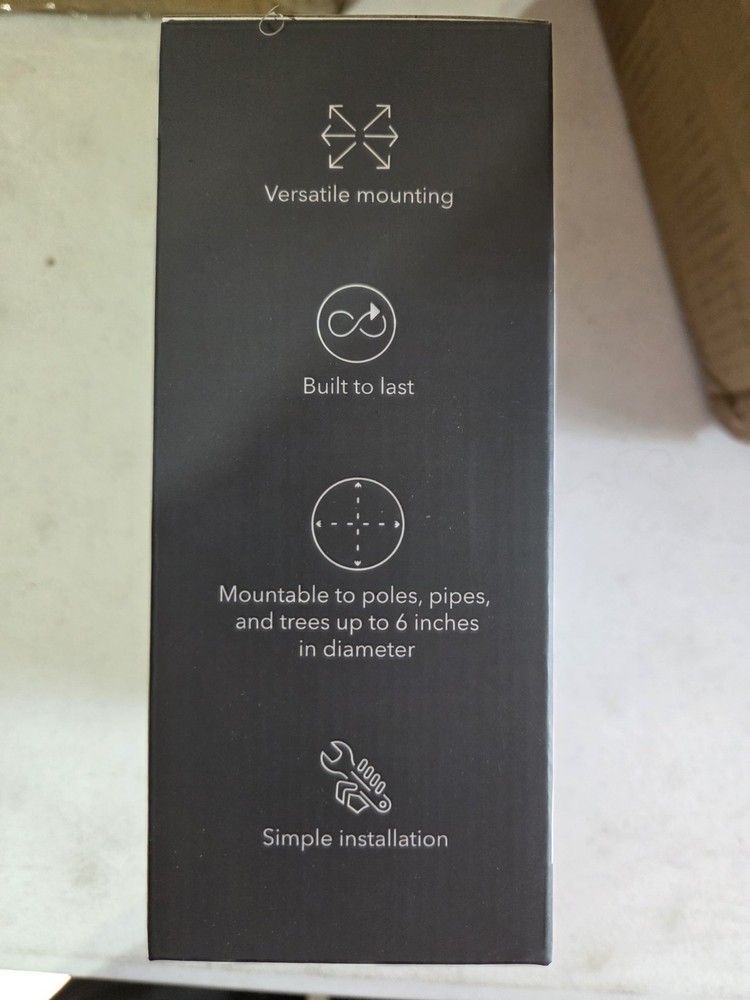 Versatile mounting
Built to last
Mountable to poles, pipes,
and trees up to 6 inches
in diameter
Simple installation